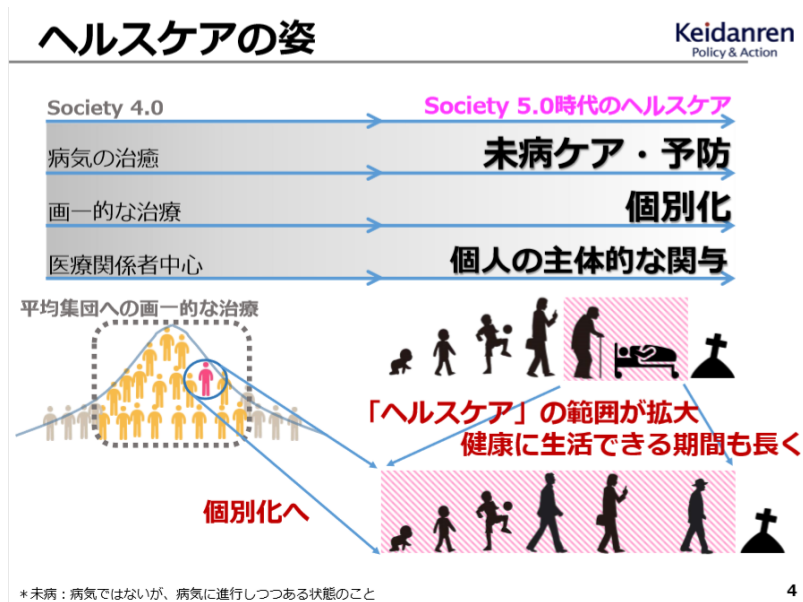 ヘルスケアの姿
Keidanren
Policy & Action
Society 4.0
Society 5.0時代のヘルスケア
病気の治癒
未病ケア・予防
画一的な治療
個別化
医療関係者中心
個人の主体的な関与
平均集団への画一的な治療
「ヘルスケア」の範囲が拡大
健康に生活できる期間も長く
個別化へ
＊未病：病気ではないが、病気に進行しつつある状態のこと
4